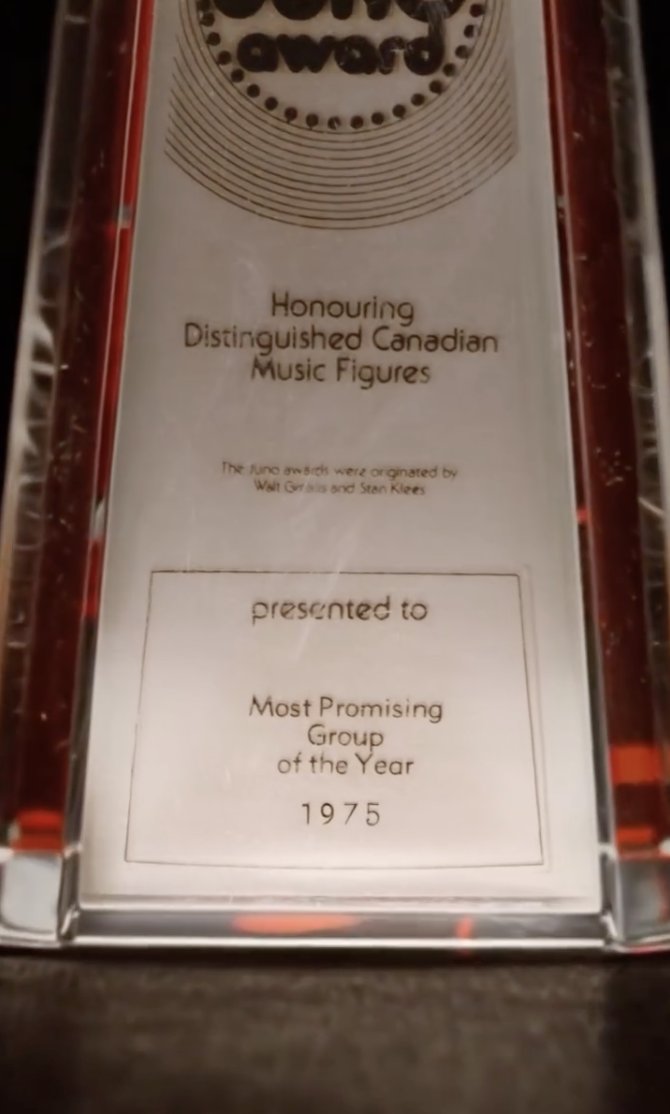 award
Honouring
Distinguished Canadian
Music Figures
The Juno awards were originated by
Walt and Stan Klees
presented to
Most Promising
Group
of the Year
1975